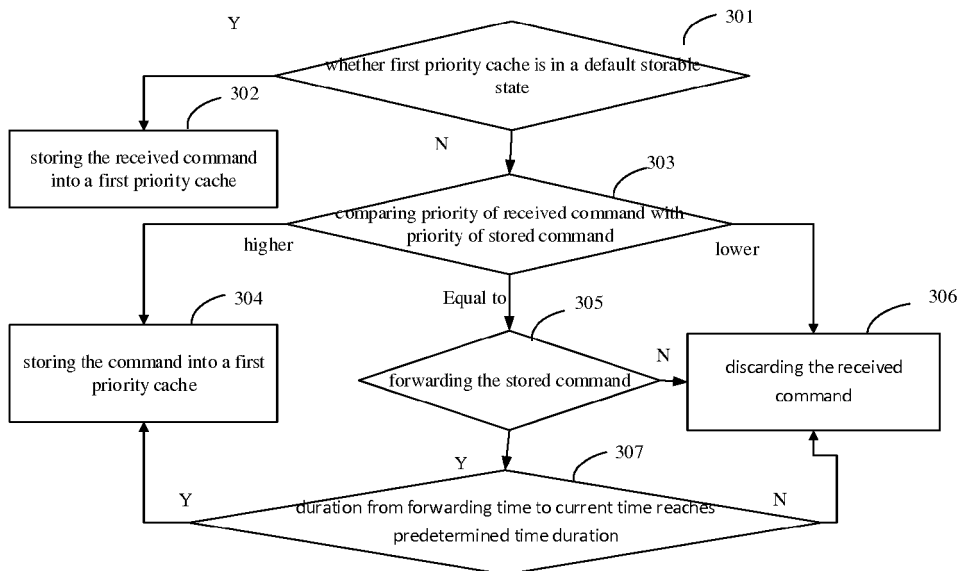 301
Y
whether first priority cache is in a default storable
state
302
storing the received command
into a first priority cache
N
303
comparing priority of received command with
priority of stored command
higher
lower
304
Equal to
305
306
storing the command into a first
priority cache
forwarding the stored command
N
discarding the received
command
Y
307
Y
duration from forwarding time to current time reaches
predetermined time duration
N